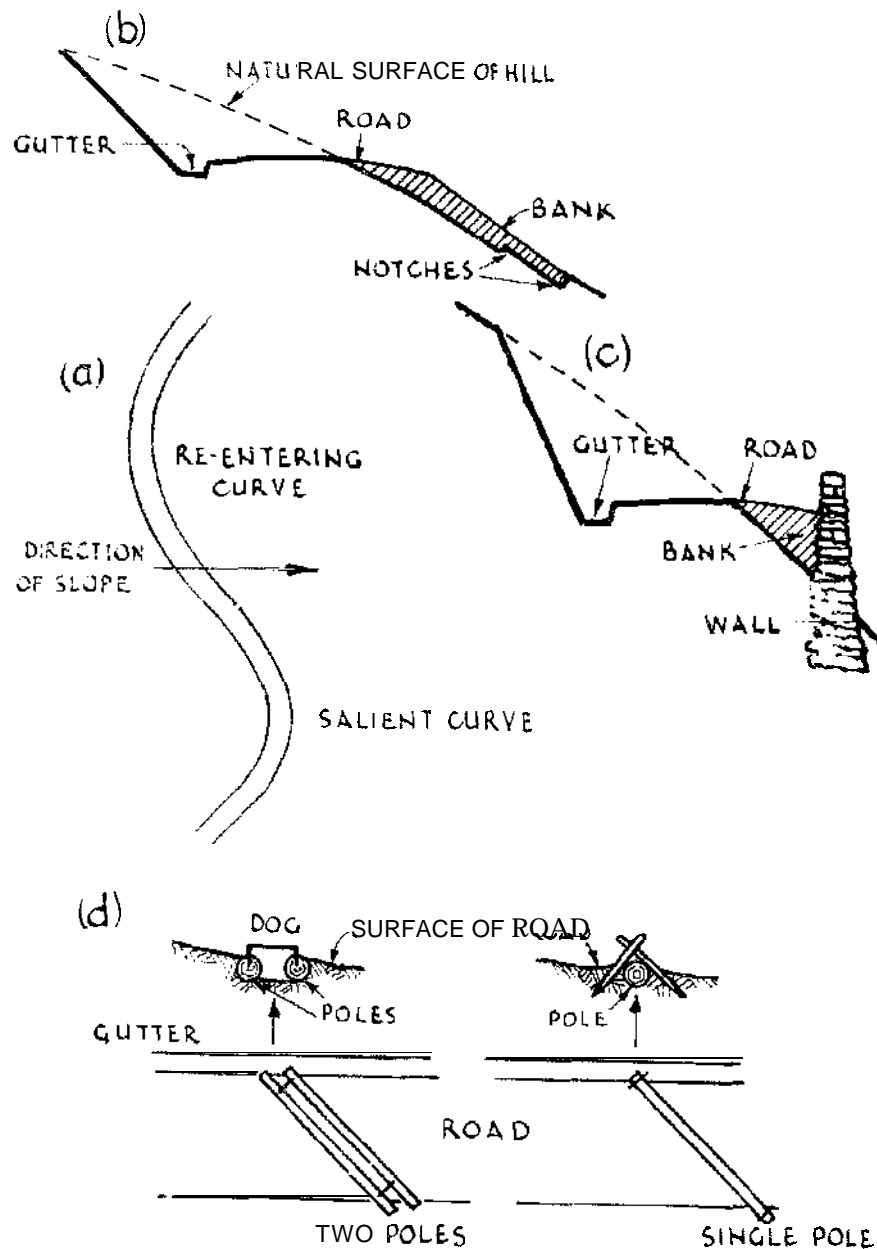 (b)
NATURAL SURFACE OF HILL
ROAD
GUTTER
BANK
NOTCHES
(a)
(c)
RE-ENTERING
CURVE
GUTTER
ROAD
DIRECTION
OF SLOPE
BANK
WALL
SALIENT CURVE
(d)
DOG
SURFACE OF ROAD
POLES
POLE
GUTTER
ROAD
TWO POLES
SINGLE POLE